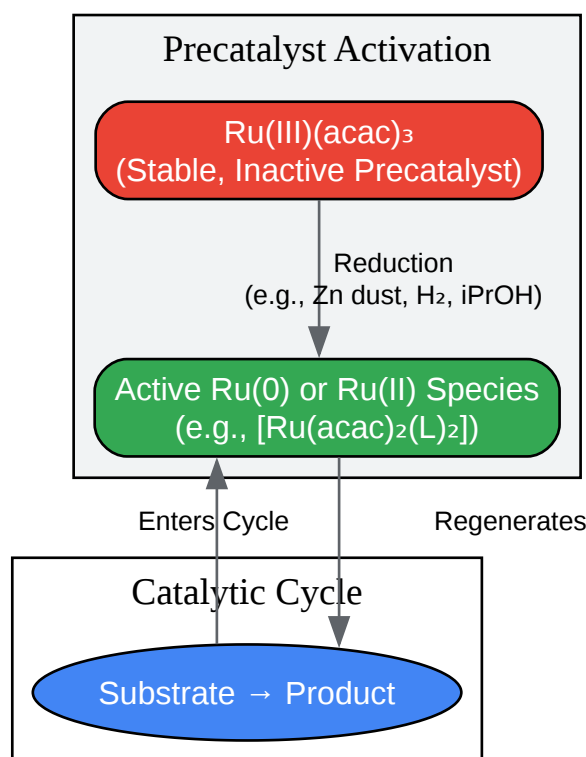 Precatalyst Activation
Ru(III)(acac)₃
(Stable, Inactive Precatalyst)
Reduction
(e.g., Zn dust, H₂, iPrOH)
Active Ru(0) or Ru(II) Species
(e.g., [Ru(acac)₂(L)₂])
Enters Cycle
Regenerates
Catalytic Cycle
Substrate → Product